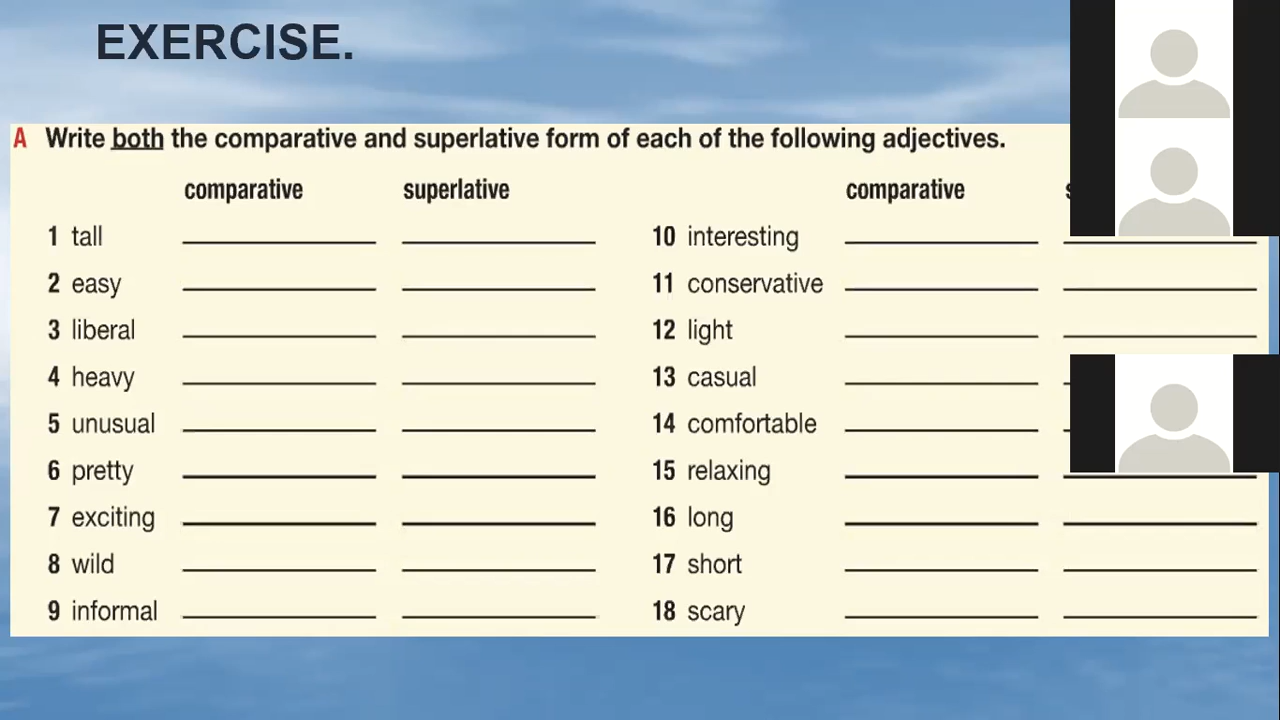 EXERCISE.
A Write both the comparative and superlative form of each of the following adjectives.
comparative superlative comparative
1 tall 10 interesting
2 easy 11 conservative
3 liberal 12 light
4 heavy 13 casual
5 unusual 14 comfortable
6 pretty 15 relaxing
7 exciting 16 long
8 wild 17 short
9 informal 18 scary